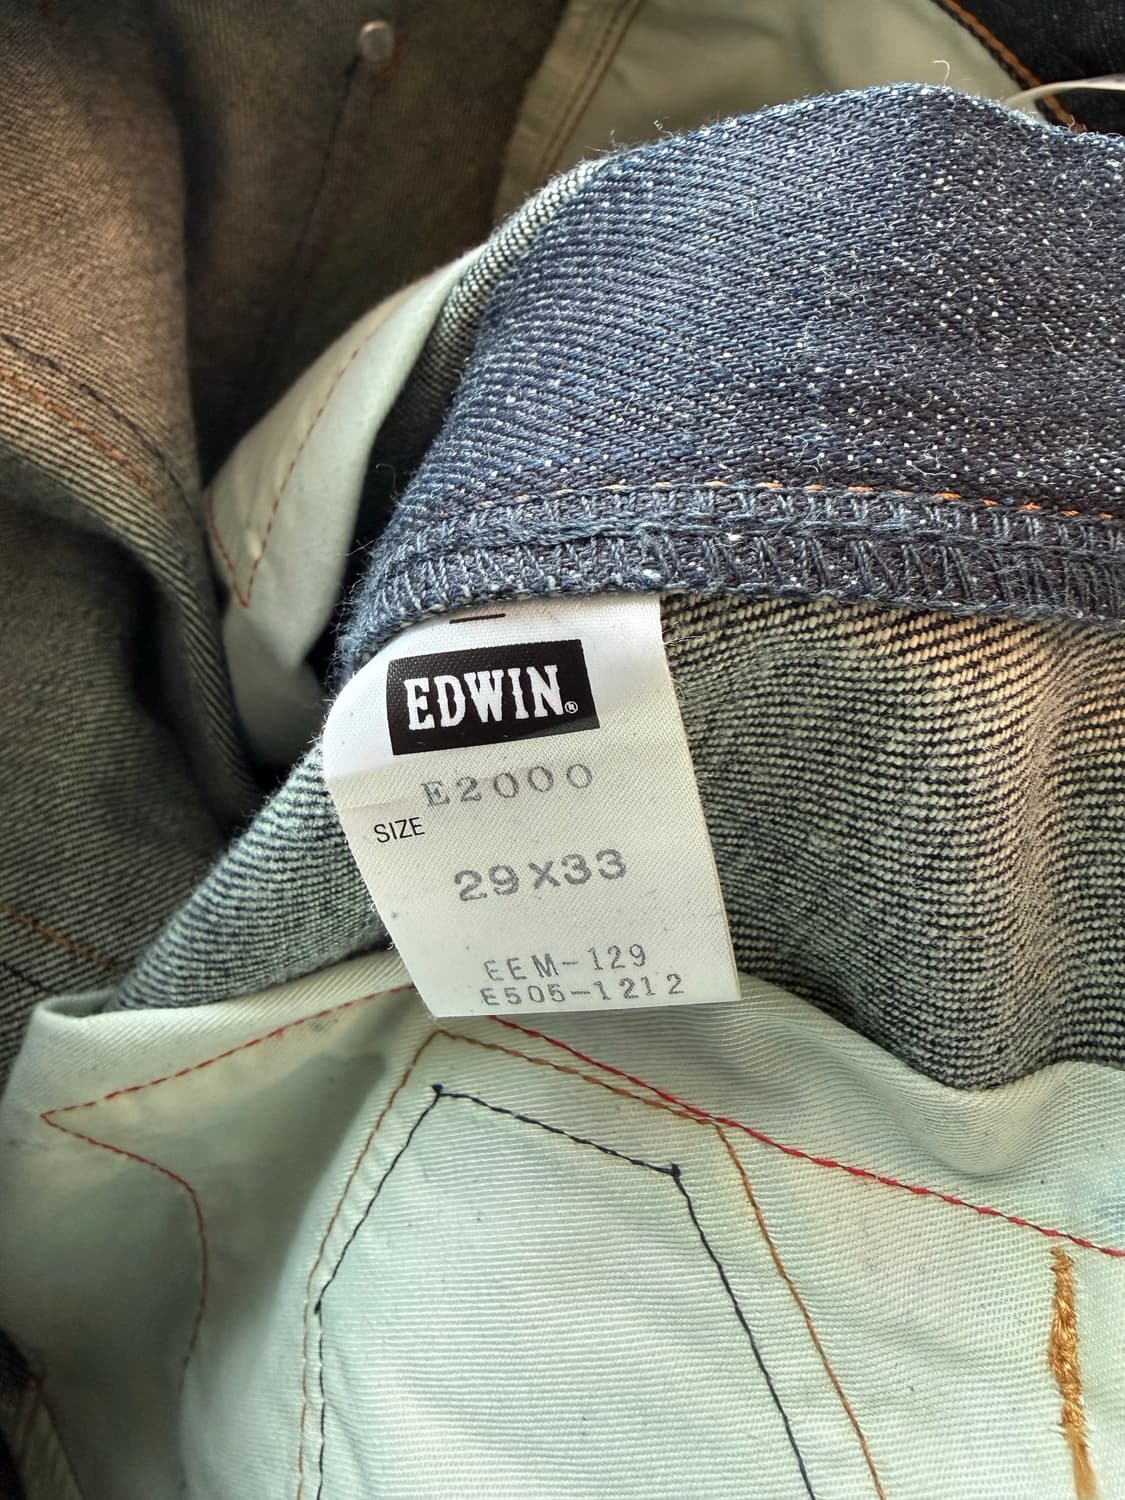 EDWIN®
E2000
SIZE
29X33
EEM-129
E505-1212